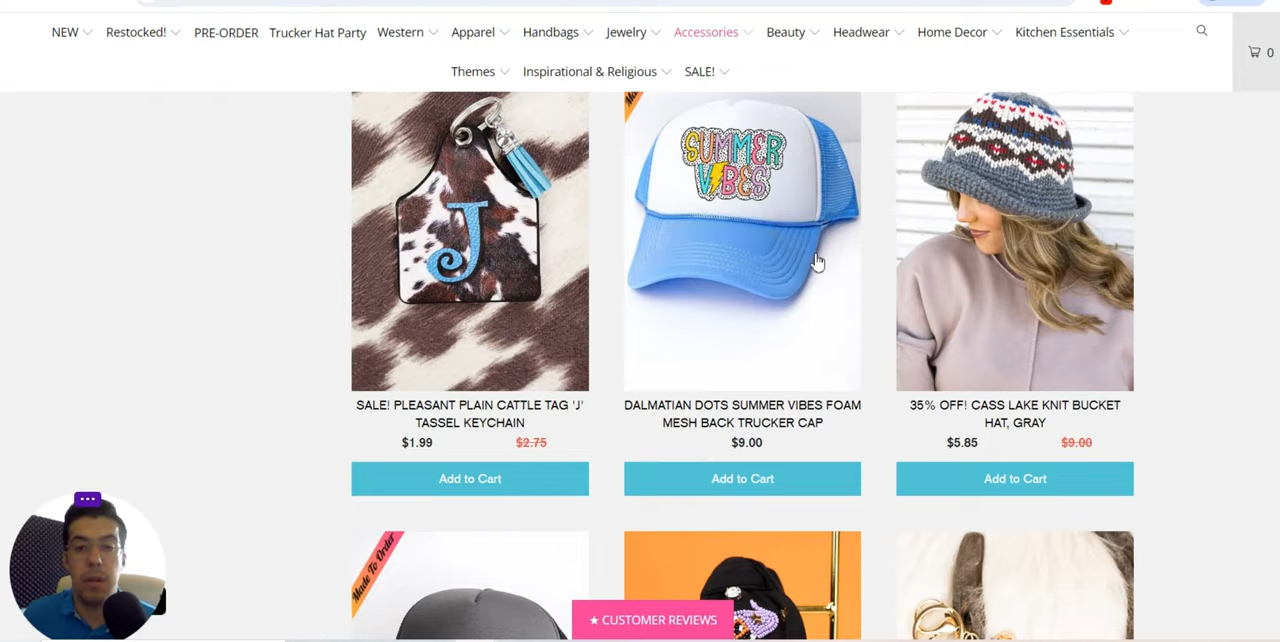 NEW Restocked! PRE-ORDER Trucker Hat Party Western Apparel Handbags Jewelry Accessories Beauty Headwear Home Decor Kitchen Essentials
0
Themes Inspirational & Religious SALE!
SUMMER
VIBES
J
SALE! PLEASANT PLAIN CATTLE TAG 'J'
TASSEL KEYCHAIN
$1.99 $2.75
Add to Cart
DALMATIAN DOTS SUMMER VIBES FOAM
MESH BACK TRUCKER CAP
$9.00
Add to Cart
35% OFF! CASS LAKE KNIT BUCKET
HAT, GRAY
$5.85 $9.00
Add to Cart
Made To Order
★ CUSTOMER REVIEWS